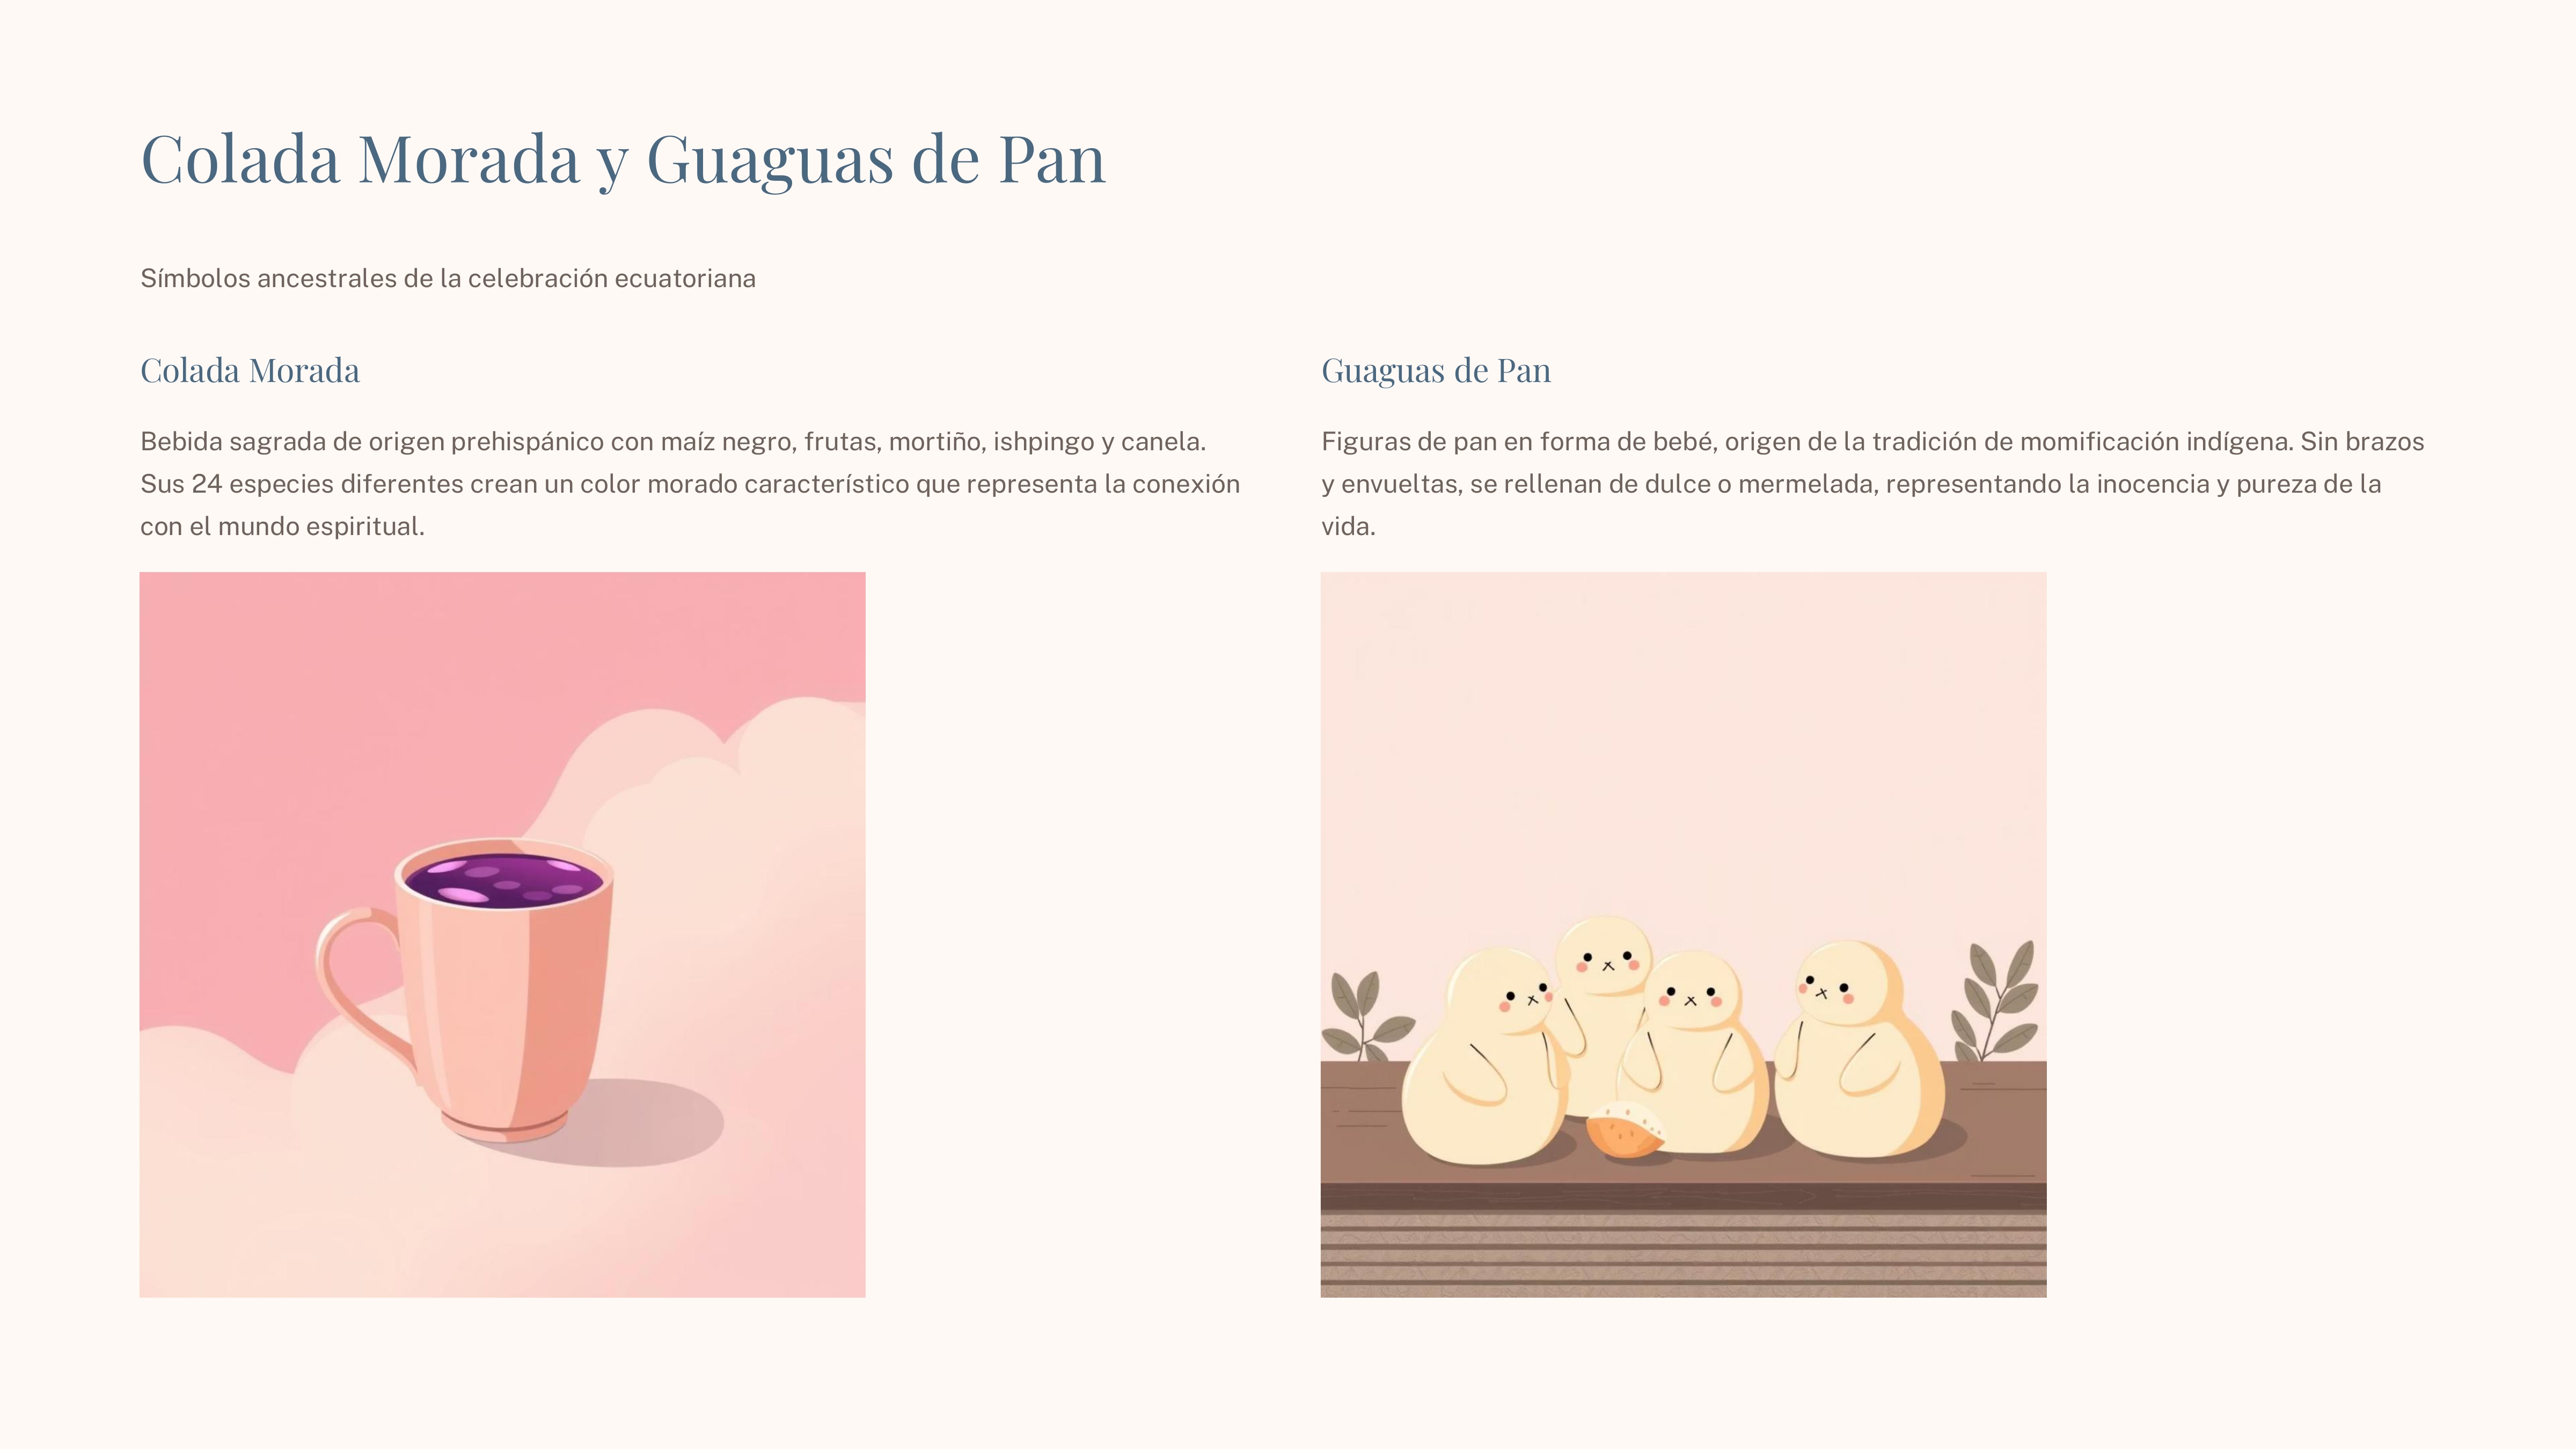 Colada Morada y Guaguas de Pan
Símbolos ancestrales de la celebración ecuatoriana
Colada Morada
Bebida sagrada de origen prehispánico con maíz negro, frutas, mortiño, ishpingo y canela.
Sus 24 especies diferentes crean un color morado característico que representa la conexión
con el mundo espiritual.
Guaguas de Pan
Figuras de pan en forma de bebé, origen de la tradición de momificación indígena. Sin brazos
y envueltas, se rellenan de dulce o mermelada, representando la inocencia y pureza de la
vida.